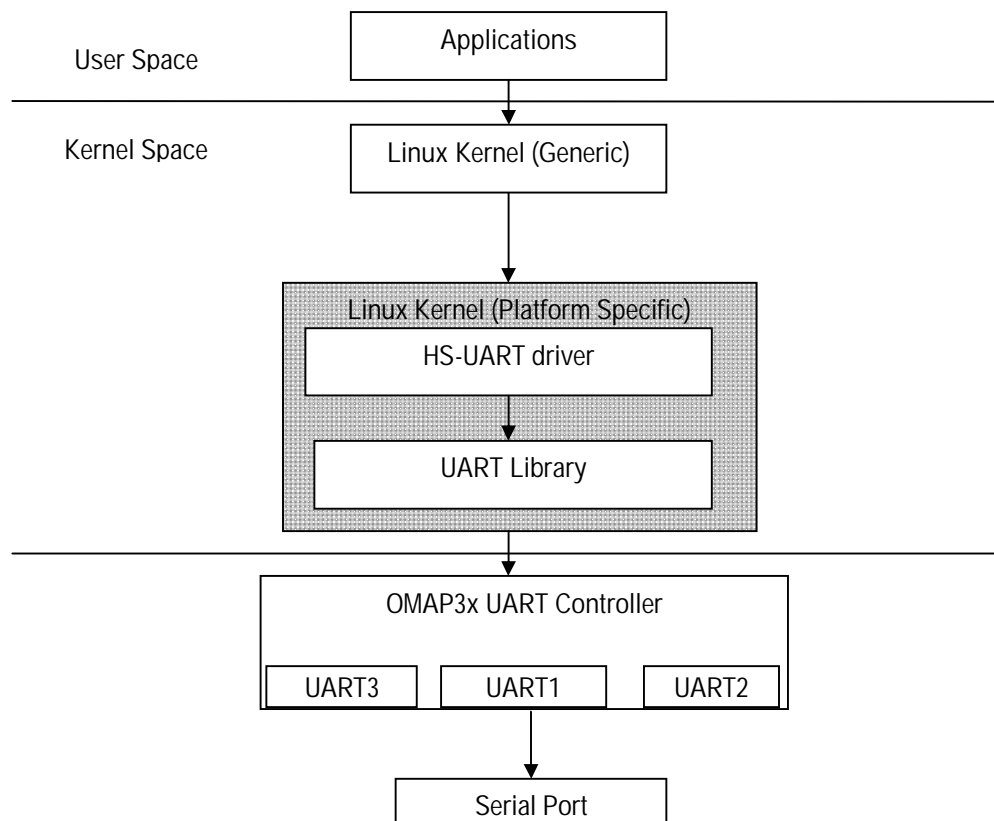 Applications
User Space
Kernel Space
Linux Kernel (Generic)
Linux Kernel (Platform Specific)
HS-UART driver
UART Library
OMAP3x UART Controller
UART3
UART1
UART2
Serial Port